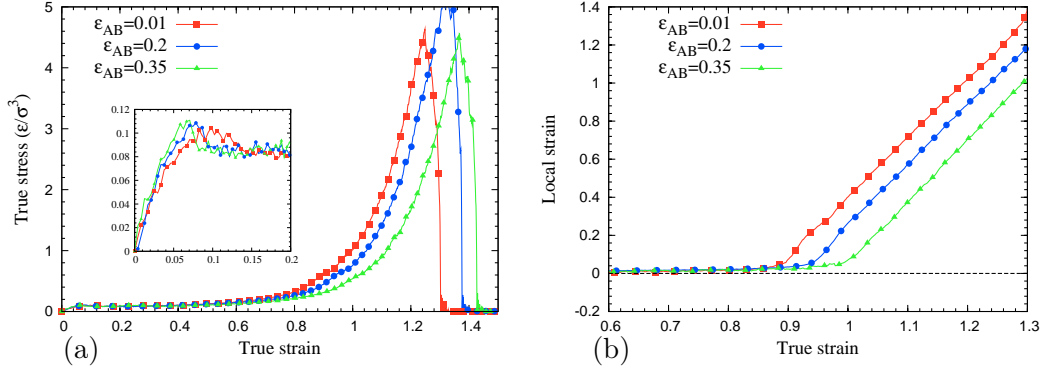 ε_AB=0.01
ε_AB=0.2
ε_AB=0.35
True stress (ε/σ³)
5
4
3
2
1
0
0 0.2 0.4 0.6 0.8 1 1.2 1.4
True strain
0.12
0.1
0.08
0.06
0.04
0.02
0
0 0.05 0.1 0.15 0.2
(a)
ε_AB=0.01
ε_AB=0.2
ε_AB=0.35
Local strain
1.4
1.2
1
0.8
0.6
0.4
0.2
0
-0.2
0.6 0.7 0.8 0.9 1 1.1 1.2 1.3
True strain
(b)